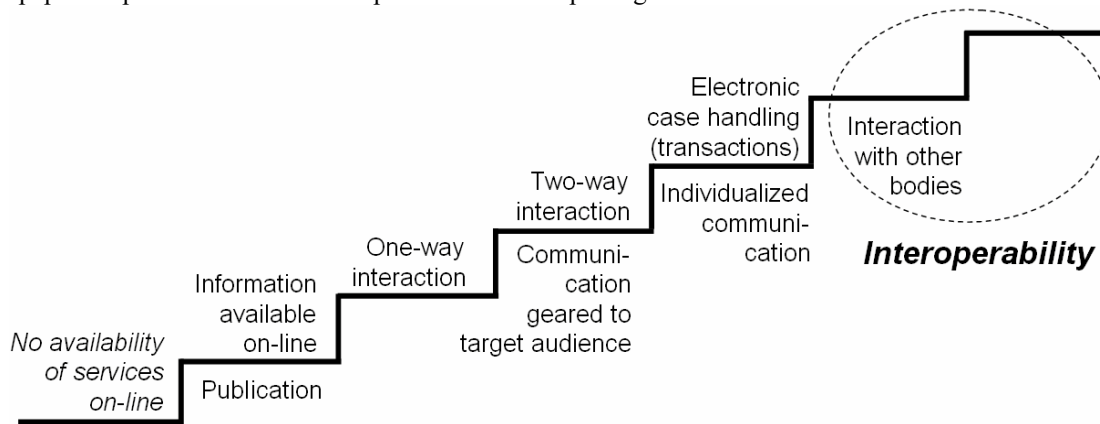 Electronic
case handling
(transactions)
Interaction
with other
bodies
Interoperability
Two-way
interaction
Individualized
communi-
cation
One-way
interaction
Communi-
cation
geared to
target audience
Information
available
on-line
Publication
No availability
of services
on-line